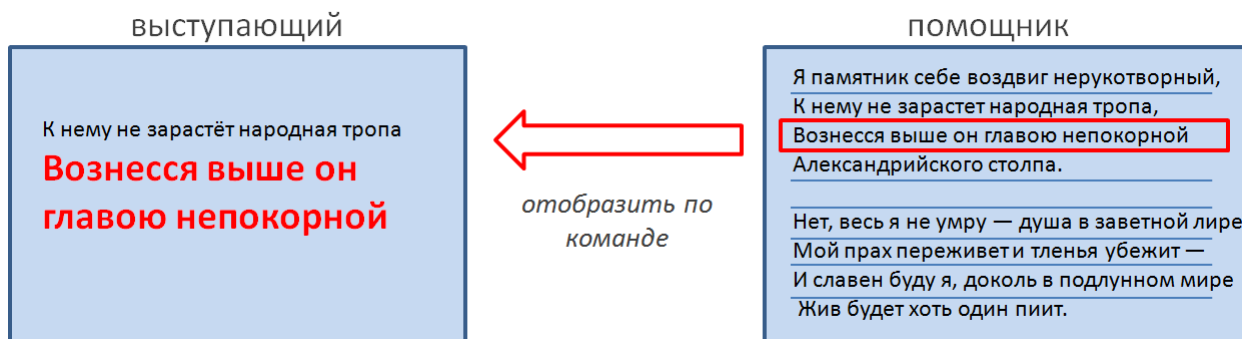 выступающий
К нему не зарастёт народная тропа
Вознесся выше он
главою непокорной
отобразить по
команде
помощник
Я памятник себе воздвиг нерукотворный,
К нему не зарастет народная тропа,
Вознесся выше он главою непокорной
Александрийского столпа.
Нет, весь я не умру — душа в заветной лире
Мой прах переживет и тленья убежит —
И славен буду я, доколь в подлунном мире
Жив будет хоть один пиит.